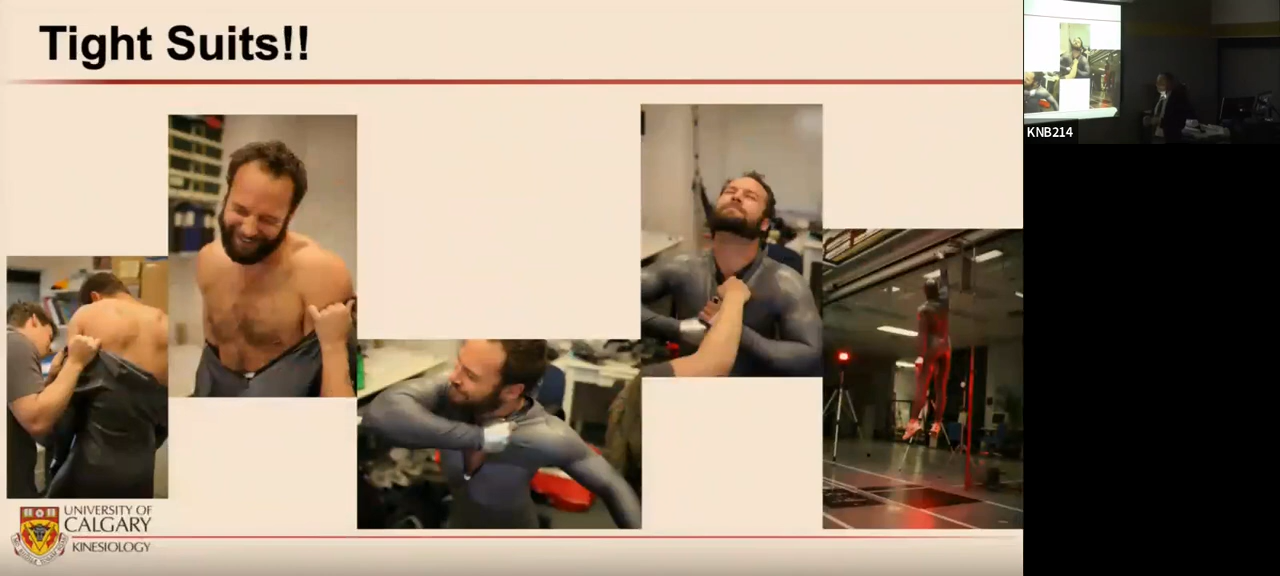 Tight Suits!!
KNB214
UNIVERSITY OF
CALGARY
KINESIOLOGY